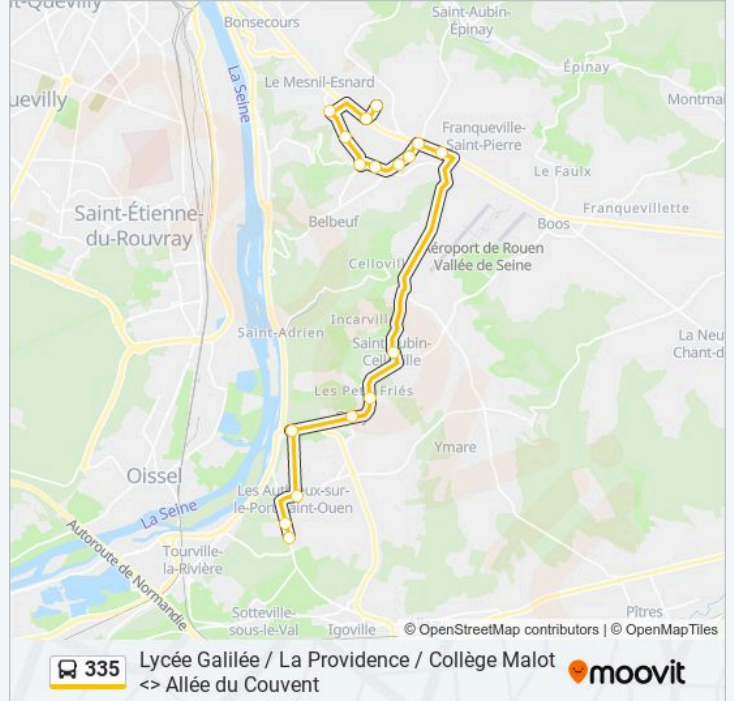 t-Quevilly
Bonsecours
Saint-Aubin-
Épinay
Épinay
La Seine
Le Mesnil-Esnard
uevilly
Montmai
Franqueville-
Saint-Pierre
Le Faulx
Franquevillette
Saint-Étienne-
du-Rouvray
Belbeuf
Boos
Aéroport de Rouen
Vallée de Seine
Celloville
Incarville
Saint-Adrien
Saint-Aubin-
Celloville
La Neu
Chant-d
Les Petits Friés
Ymare
Oissel
Les Authieux-sur-
le-Port-Saint-Ouen
La Seine
Autoroute de Normandie
Tourville-
la-Rivière
Sotteville-
sous-le-Val
Igoville
Pîtres
© OpenStreetMap contributors | © OpenMapTiles
335
Lycée Galilée / La Providence / Collège Malot
<> Allée du Couvent
moovit